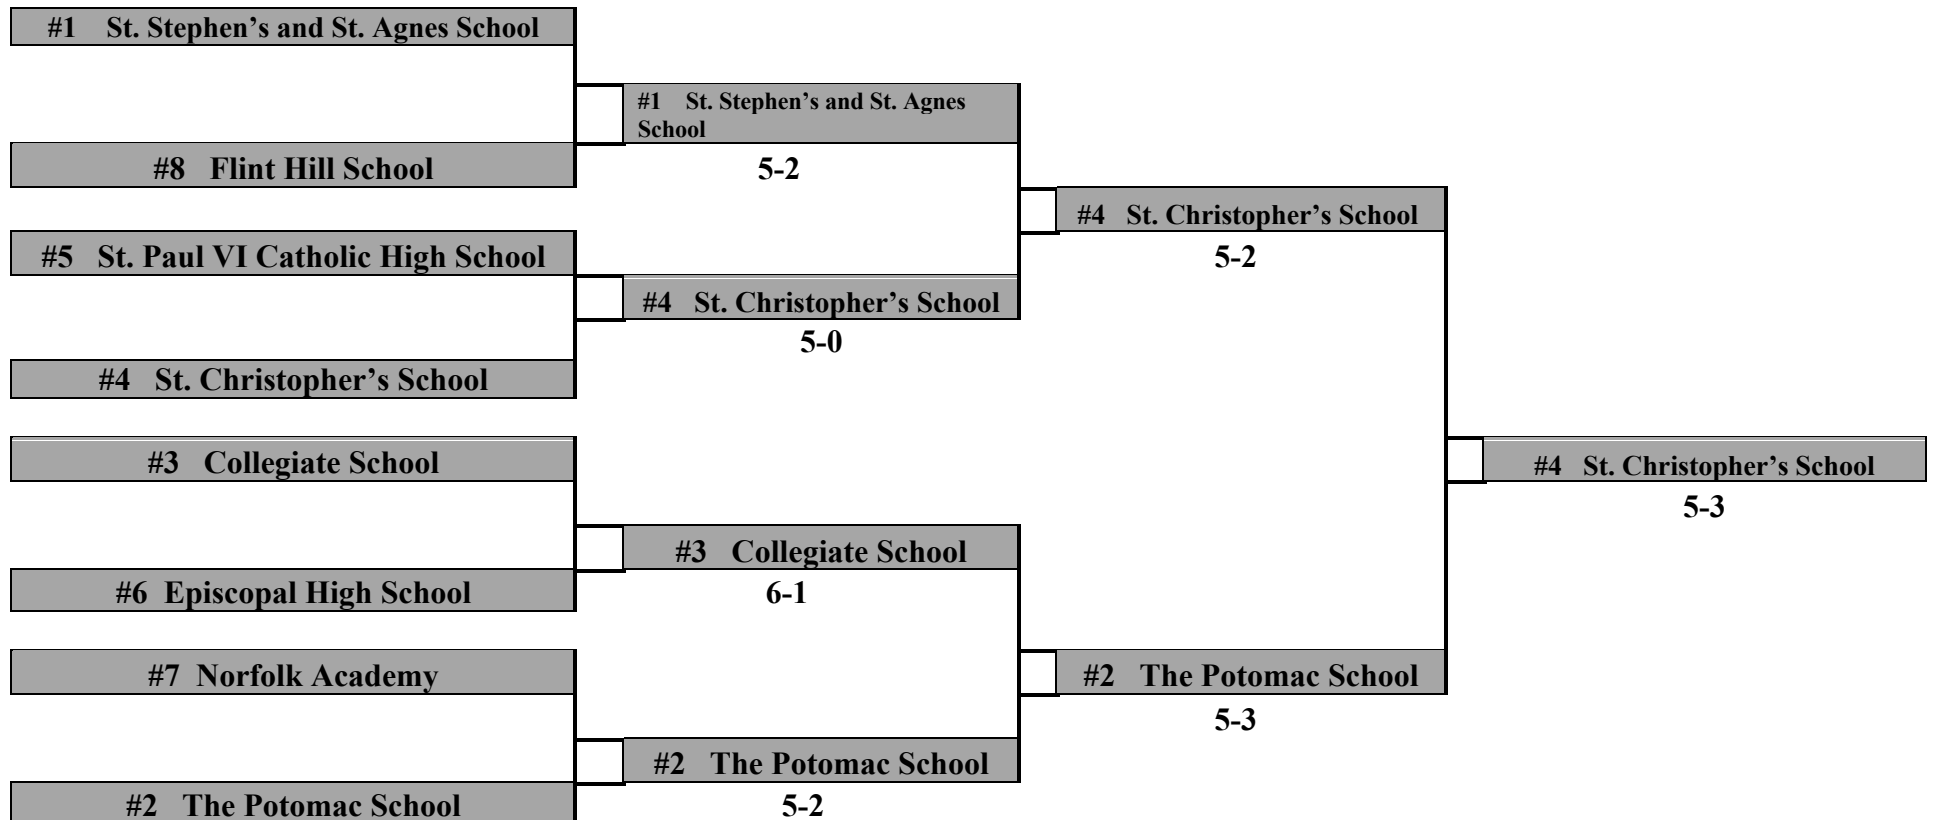 #1 St. Stephen’s and St. Agnes School
#8 Flint Hill School
#5 St. Paul VI Catholic High School
#4 St. Christopher’s School
#3 Collegiate School
#6 Episcopal High School
#7 Norfolk Academy
#2 The Potomac School
#1 St. Stephen’s and St. Agnes
School
5-2
#4 St. Christopher’s School
5-0
#3 Collegiate School
6-1
#2 The Potomac School
5-2
#4 St. Christopher’s School
5-2
#2 The Potomac School
5-3
#4 St. Christopher’s School
5-3